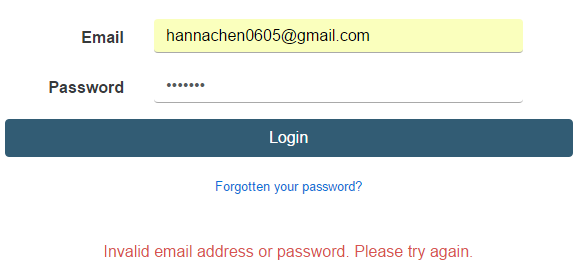 Email hannachen0605@gmail.com
Password •••••••
Login
Forgotten your password?
Invalid email address or password. Please try again.